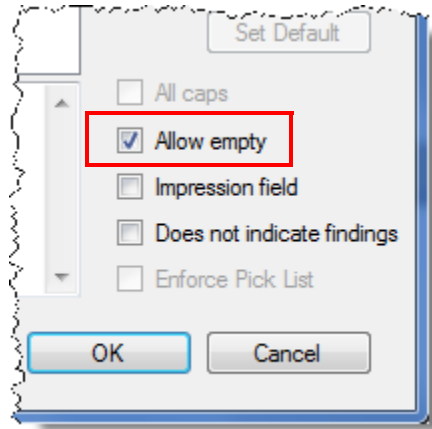 Set Default
All caps
Allow empty
Impression field
Does not indicate findings
Enforce Pick List
OK
Cancel